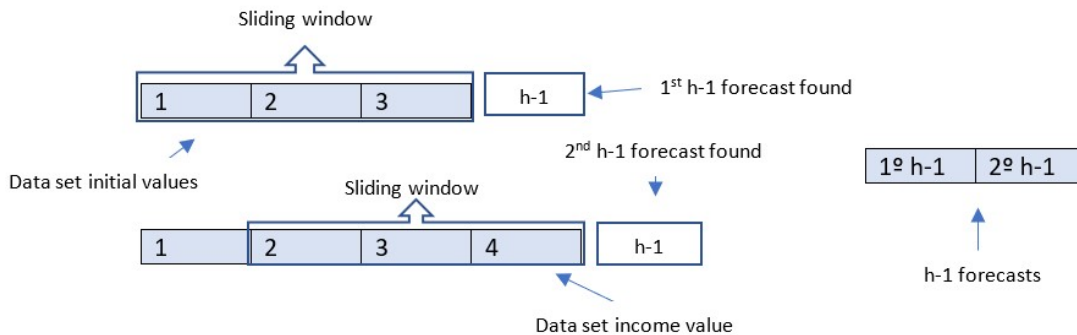 Sliding window
1 2 3
h-1
1st h-1 forecast found
Data set initial values
2nd h-1 forecast found
Sliding window
1 2 3 4
h-1
Data set income value
1º h-1 2º h-1
h-1 forecasts